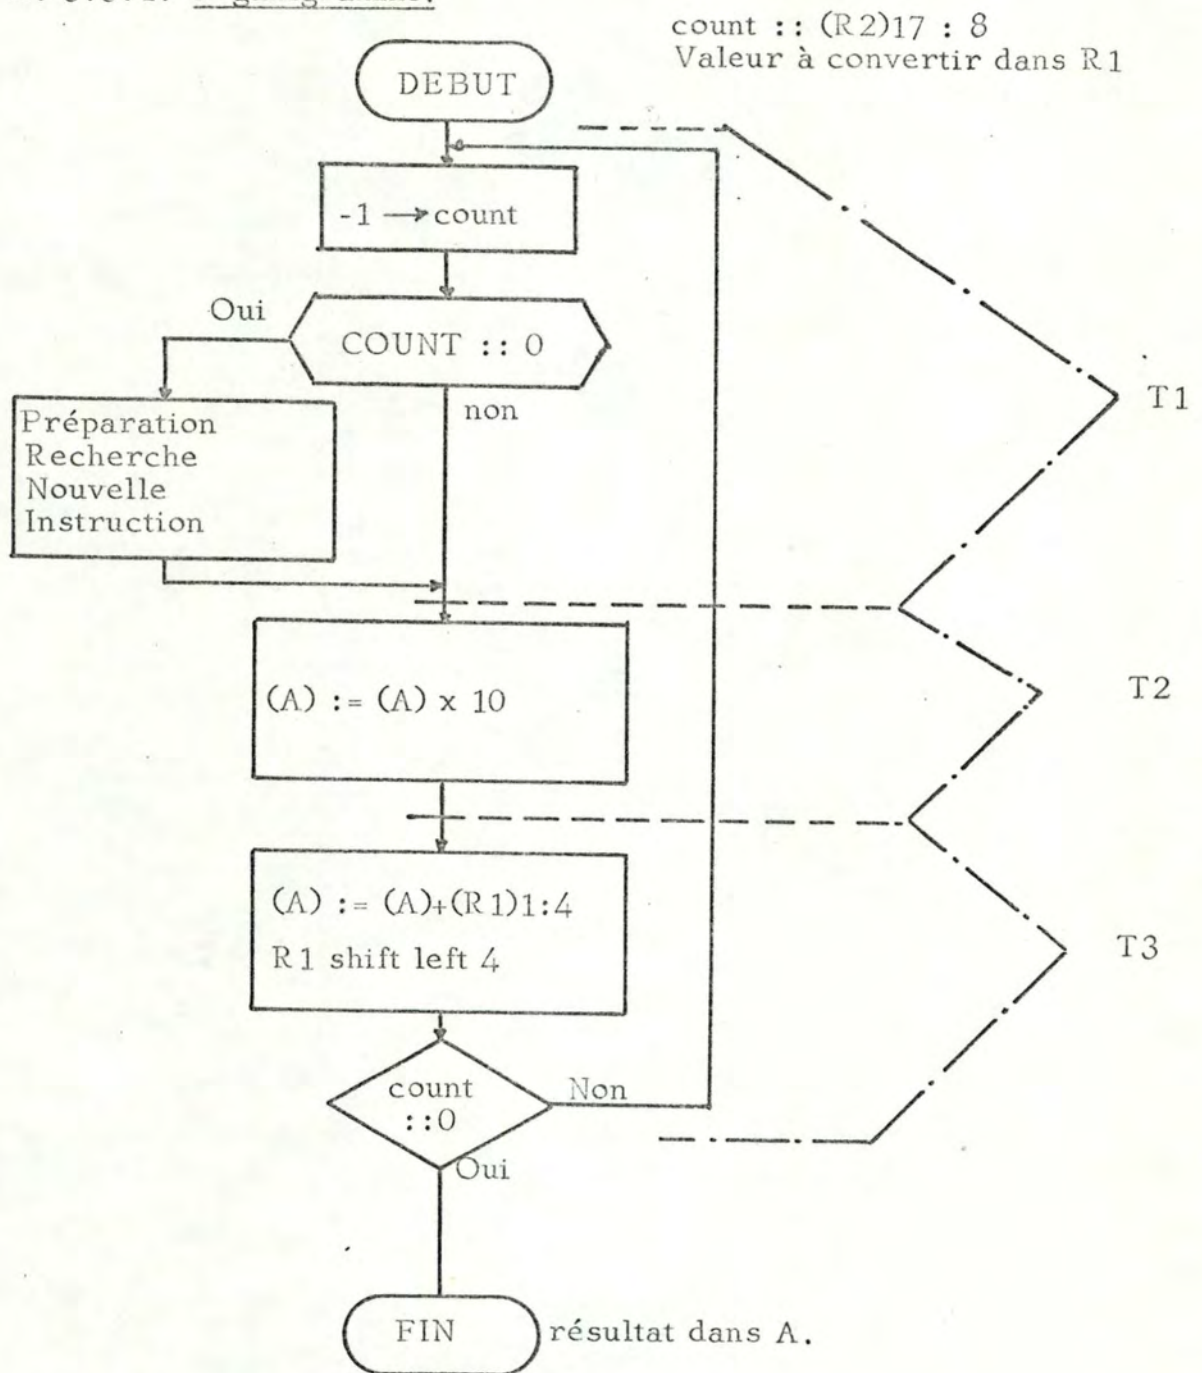 count :: (R2)17 : 8
Valeur à convertir dans R1
DEBUT
-1 → count
Oui
COUNT :: 0
non
T1
Préparation
Recherche
Nouvelle
Instruction
(A) := (A) x 10
T2
(A) := (A)+(R1)1:4
R1 shift left 4
T3
count
::0
Non
Oui
FIN
résultat dans A.